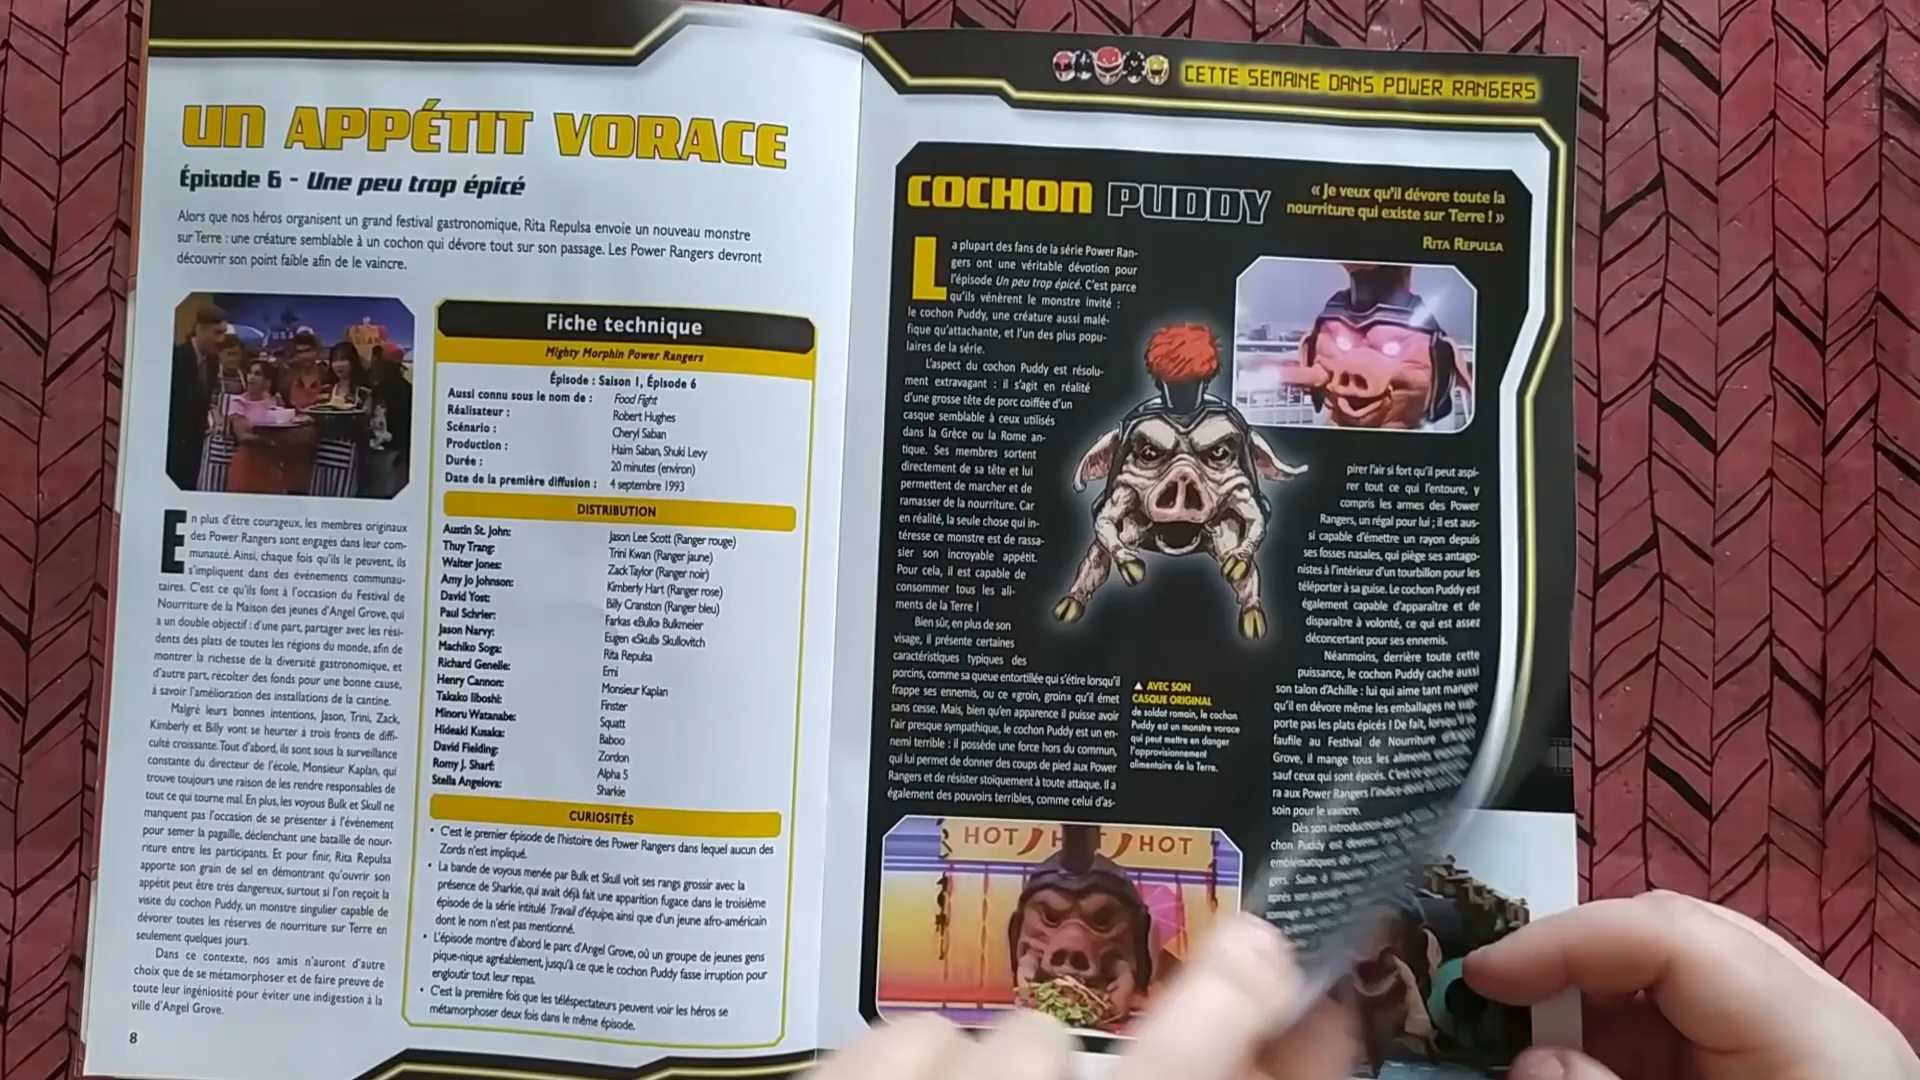 UN APPÉTIT VORACE
Épisode 6 - Une peu trop épicé
Alors que nos héros organisent un grand festival gastronomique, Rita Repulsa envoie un nouveau monstre
sur Terre : une créature semblable à un cochon qui dévore tout sur son passage. Les Power Rangers devront
découvrir son point faible afin de le vaincre.
En plus d'être courageux, les membres originaux
des Power Rangers sont engagés dans leur com-
munauté. Ainsi, chaque fois qu'ils le peuvent, ils
s'impliquent dans des évènements communau-
taires. C'est ce qu'ils font à l'occasion du Festival de
Nourriture de la Maison des jeunes d'Angel Grove, qui
a un double objectif : d'une part, partager avec les rési-
dents des plats de toutes les régions du monde, afin de
montrer la richesse de la diversité gastronomique, et
d'autre part, récolter des fonds pour une bonne cause,
à savoir l'amélioration des installations de la cantine.
Malgré leurs bonnes intentions, Jason, Trini, Zack,
Kimberly et Billy vont se heurter à trois fronts de diffi-
culté croissante. Tout d'abord, ils sont sous la surveillance
constante du directeur de l'école, Monsieur Kaplan, qui
trouve toujours une raison de les rendre responsables de
tout ce qui tourne mal. En plus, les voyous Bulk et Skull ne
manquent pas l'occasion de se présenter à l'évènement
pour semer la pagaille, déclenchant une bataille de nour-
riture entre les participants. Et pour finir, Rita Repulsa
apporte son grain de sel en démontrant qu'ouvrir son
appétit peut être très dangereux, surtout si l'on reçoit la
visite du cochon Puddy, un monstre singulier capable de
dévorer toutes les réserves de nourriture sur Terre en
seulement quelques jours.
Dans ce contexte, nos amis n'auront d'autre
choix que de se métamorphoser et de faire preuve de
toute leur ingéniosité pour éviter une indigestion à la
ville d'Angel Grove.
8
Fiche technique
Mighty Morphin Power Rangers
Épisode : Saison 1, Épisode 6
Aussi connu sous le nom de : Food Fight
Réalisateur : Robert Hughes
Scénario : Cheryl Saban
Production : Haim Saban, Shuki Levy
Durée : 20 minutes (environ)
Date de la première diffusion : 4 septembre 1993
DISTRIBUTION
Austin St. John: Jason Lee Scott (Ranger rouge)
Thuy Trang: Trini Kwan (Ranger jaune)
Walter Jones: Zack Taylor (Ranger noir)
Amy Jo Johnson: Kimberly Hart (Ranger rose)
David Yost: Billy Cranston (Ranger bleu)
Paul Schrier: Farkas «Bulk» Bulkmeier
Jason Narvy: Eugen «Skull» Skullovitch
Machiko Soga: Rita Repulsa
Richard Genelle: Erni
Henry Cannon: Monsieur Kaplan
Takako Iiboshi: Finster
Minoru Watanabe: Squatt
Hideaki Kusaka: Baboo
David Fielding: Zordon
Romy J. Sharf: Alpha 5
Stella Angelova: Sharkie
CURIOSITÉS
• C'est le premier épisode de l'histoire des Power Rangers dans lequel aucun des
Zords n'est impliqué.
• La bande de voyous menée par Bulk et Skull voit ses rangs grossir avec la
présence de Sharkie, qui avait déjà fait une apparition fugace dans le troisième
épisode de la série intitulé Travail d'équipe, ainsi que d'un jeune afro-américain
dont le nom n'est pas mentionné.
• L'épisode montre d'abord le parc d'Angel Grove, où un groupe de jeunes gens
pique-nique agréablement, jusqu'à ce que le cochon Puddy fasse irruption pour
engloutir tout leur repas.
• C'est la première fois que les téléspectateurs peuvent voir les héros se
métamorphoser deux fois dans le même épisode.
CETTE SEMAINE DANS POWER RANGERS
COCHON PUDDY
« Je veux qu'il dévore toute la
nourriture qui existe sur Terre ! »
RITA REPULSA
La plupart des fans de la série Power Ran-
gers ont une véritable dévotion pour
l'épisode Un peu trop épicé. C'est parce
qu'ils vénèrent le monstre invité :
le cochon Puddy, une créature aussi malé-
fique qu'attachante, et l'un des plus popu-
laires de la série.
L'aspect du cochon Puddy est résolu-
ment extravagant : il s'agit en réalité
d'une grosse tête de porc coiffée d'un
casque semblable à ceux utilisés
dans la Grèce ou la Rome an-
tique. Ses membres sortent
directement de sa tête et lui
permettent de marcher et de
ramasser de la nourriture. Car
en réalité, la seule chose qui in-
téresse ce monstre est de rassa-
sier son incroyable appétit.
Pour cela, il est capable de
consommer tous les ali-
ments de la Terre !
Bien sûr, en plus de son
visage, il présente certaines
caractéristiques typiques des
porcins, comme sa queue entortillée qui s'étire lorsqu'il
frappe ses ennemis, ou ce «groin, groin» qu'il émet
sans cesse. Mais, bien qu'en apparence il puisse avoir
l'air presque sympathique, le cochon Puddy est un en-
nemi terrible : il possède une force hors du commun,
qui lui permet de donner des coups de pied aux Power
Rangers et de résister stoïquement à toute attaque. Il a
également des pouvoirs terribles, comme celui d'as-
▲ AVEC SON
CASQUE ORIGINAL
de soldat romain, le cochon
Puddy est un monstre vorace
qui peut mettre en danger
l'approvisionnement
alimentaire de la Terre.
pirer l'air si fort qu'il peut aspi-
rer tout ce qui l'entoure, y
compris les armes des Power
Rangers, un régal pour lui ; il est aus-
si capable d'émettre un rayon depuis
ses fosses nasales, qui piège ses antago-
nistes à l'intérieur d'un tourbillon pour les
téléporter à sa guise. Le cochon Puddy est
également capable d'apparaître et de
disparaître à volonté, ce qui est assez
déconcertant pour ses ennemis.
Néanmoins, derrière toute cette
puissance, le cochon Puddy cache aussi
son talon d'Achille : lui qui aime tant manger
qu'il en dévore même les emballages ne sup-
porte pas les plats épicés ! De fait, lorsqu'il se
faufile au Festival de Nourriture d'Angel
Grove, il mange tous les aliments
sauf ceux qui sont épicés. C'est
ra aux Power Rangers l'indice
soin pour le vaincre.
Dès son introduction
chon Puddy est
emblématiques de
gers. Suite à
après son
HOT HOT HOT
USA